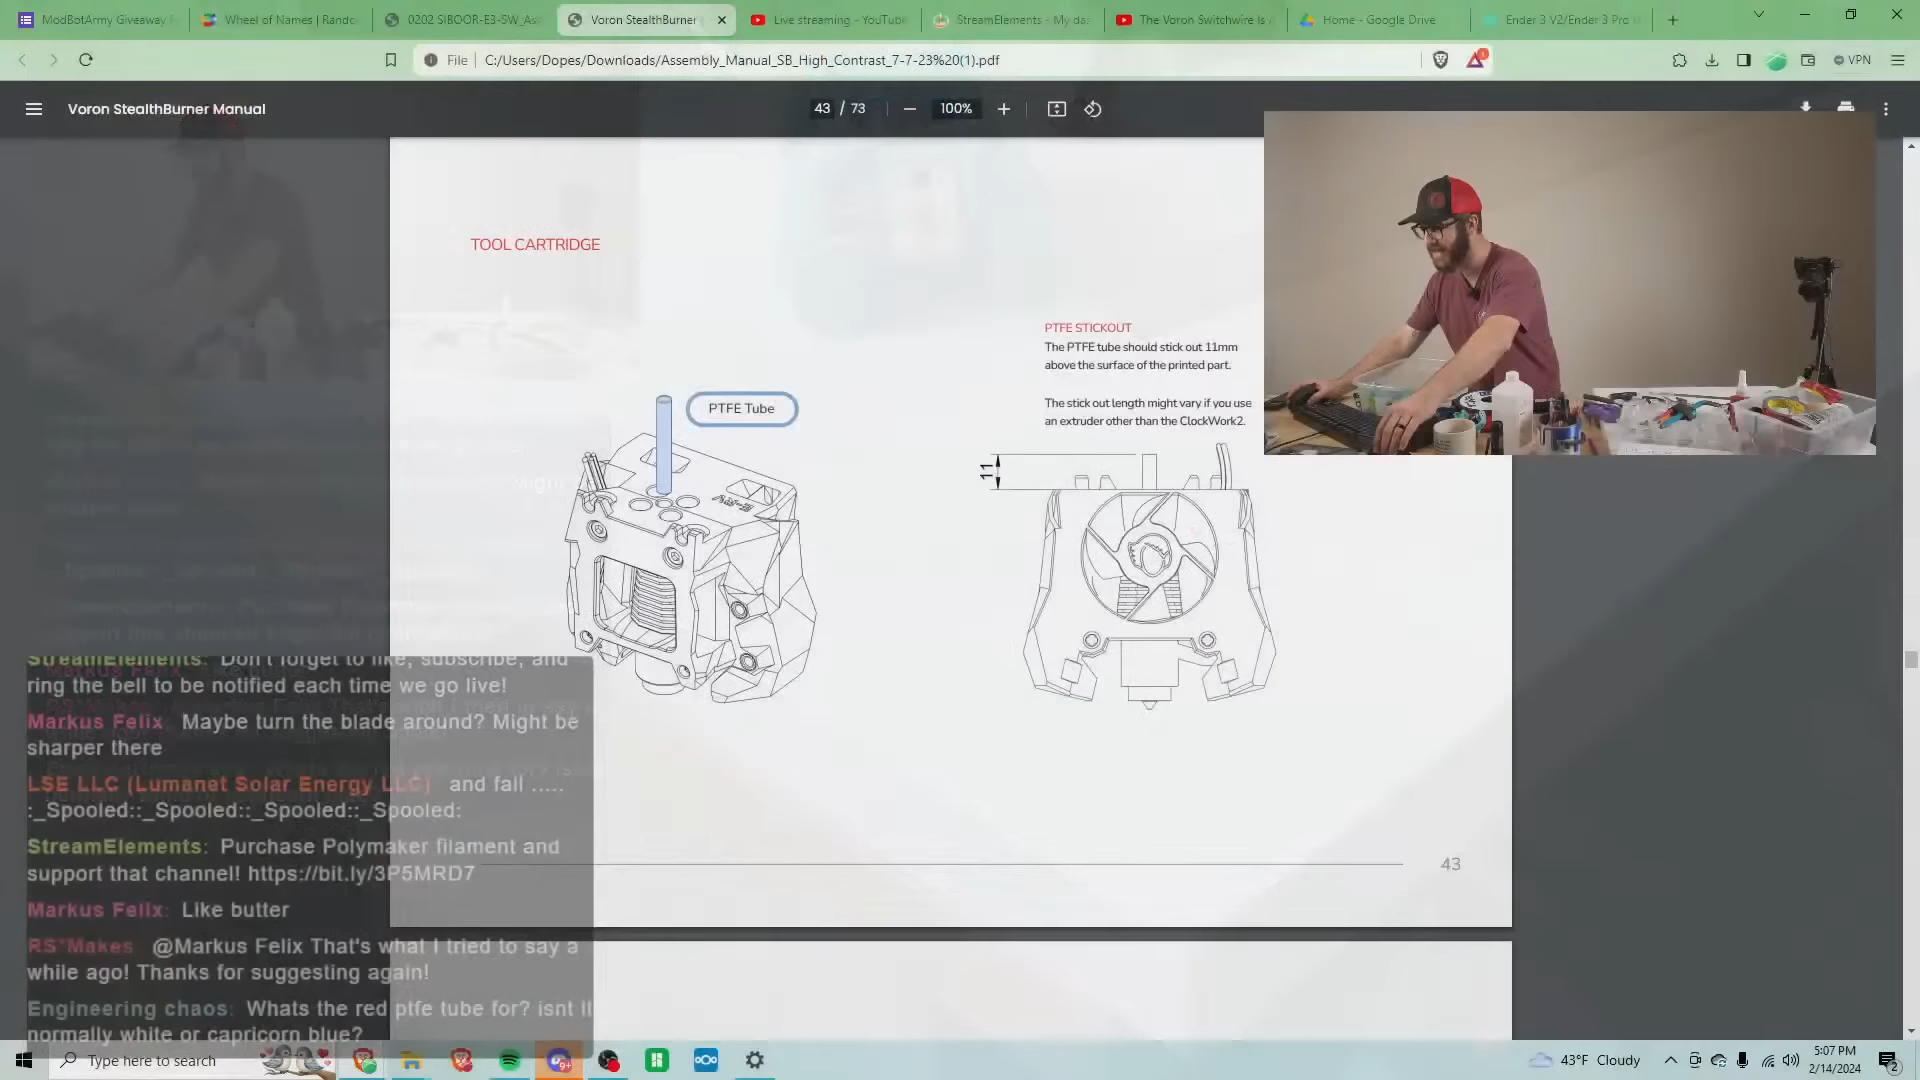 ModBotArmy Giveaway F
Wheel of Names | Rando
0202 SIBOOR-E3-SW_As
Voron StealthBurner
Live streaming - YouTube
StreamElements - My da
The Voron Switchwire Is
Home - Google Drive
Ender 3 V2/Ender 3 Pro
File
C:/Users/Dopes/Downloads/Assembly_Manual_SB_High_Contrast_7-7-23%20(1).pdf
VPN
Voron StealthBurner Manual
43 / 73
100%
TOOL CARTRIDGE
PTFE STICKOUT
The PTFE tube should stick out 11mm
above the surface of the printed part.
The stick out length might vary if you use
an extruder other than the ClockWork2.
PTFE Tube
11
StreamElements: Don't forget to like, subscribe, and
ring the bell to be notified each time we go live!
Markus Felix: Maybe turn the blade around? Might be
sharper there
LSE LLC (Lumanet Solar Energy LLC) and fall .....
:_Spooled::_Spooled::_Spooled::_Spooled:
StreamElements: Purchase Polymaker filament and
support that channel! https://bit.ly/3P5MRD7
Markus Felix: Like butter
RS*Makes @Markus Felix That's what I tried to say a
while ago! Thanks for suggesting again!
Engineering chaos: Whats the red ptfe tube for? isnt it
normally white or capricorn blue?
43
Type here to search
9+
43°F Cloudy
5:07 PM
2/14/2024
2